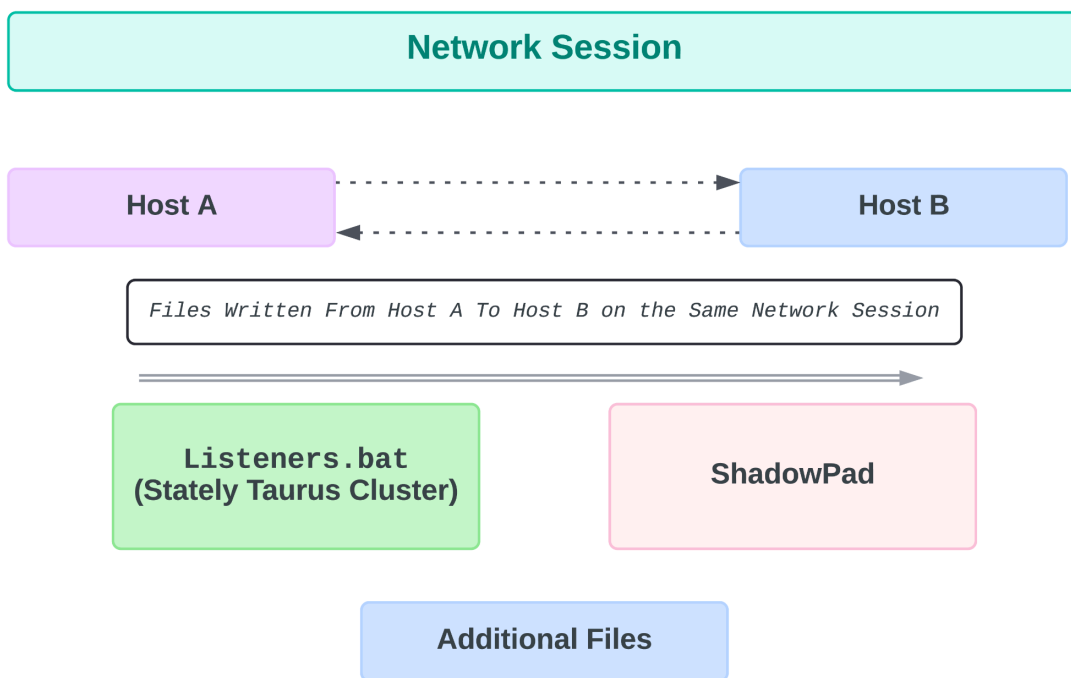 Network Session
Host A
Host B
Files Written From Host A To Host B on the Same Network Session
Listeners.bat
(Stately Taurus Cluster)
ShadowPad
Additional Files